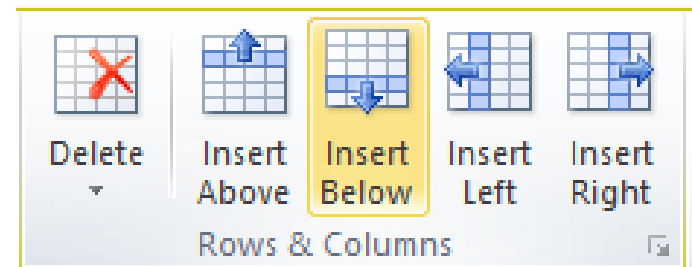 Delete
Insert Above
Insert Below
Insert Left
Insert Right
Rows & Columns